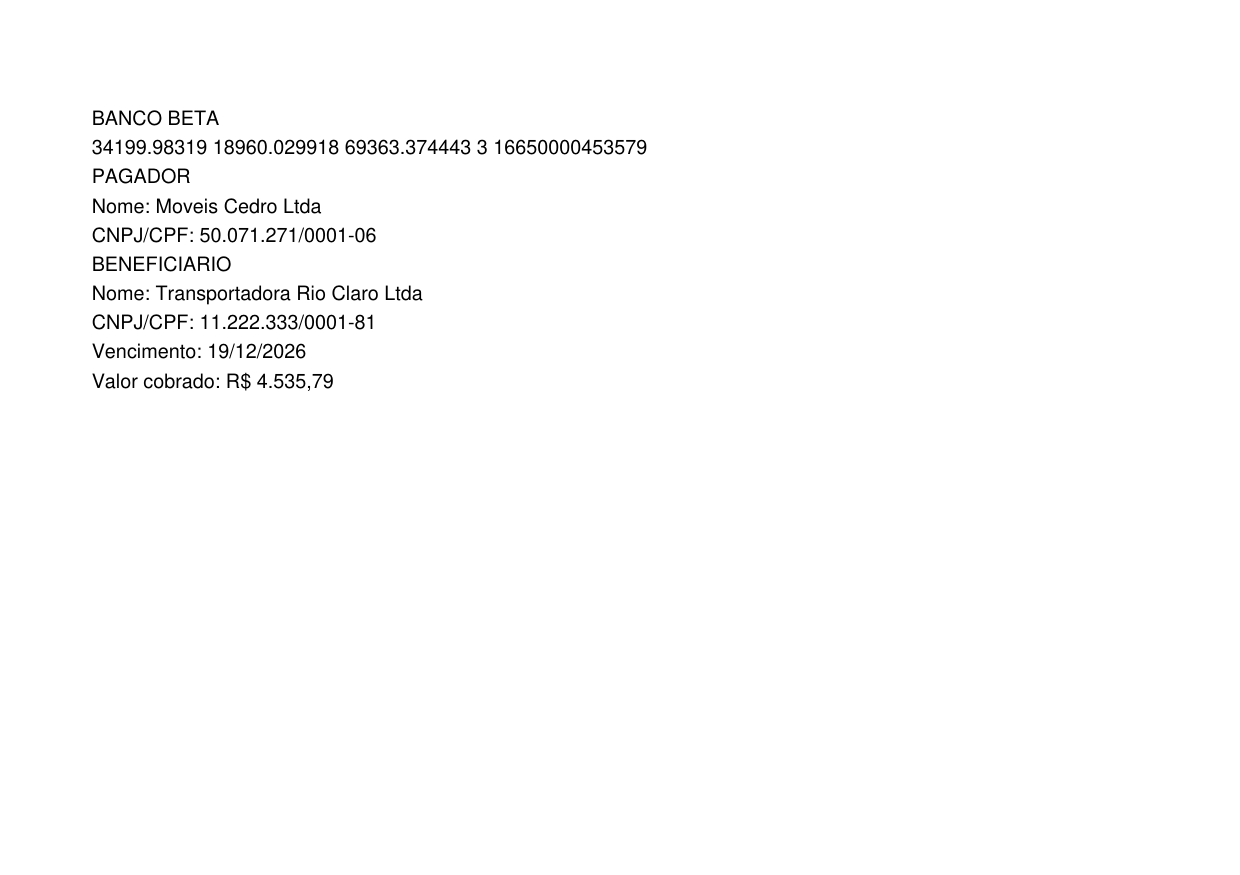 BANCO BETA
34199.98319 18960.029918 69363.374443 3 16650000453579
PAGADOR
Nome: Moveis Cedro Ltda
CNPJ/CPF: 50.071.271/0001-06
BENEFICIARIO
Nome: Transportadora Rio Claro Ltda
CNPJ/CPF: 11.222.333/0001-81
Vencimento: 19/12/2026
Valor cobrado: R$ 4.535,79